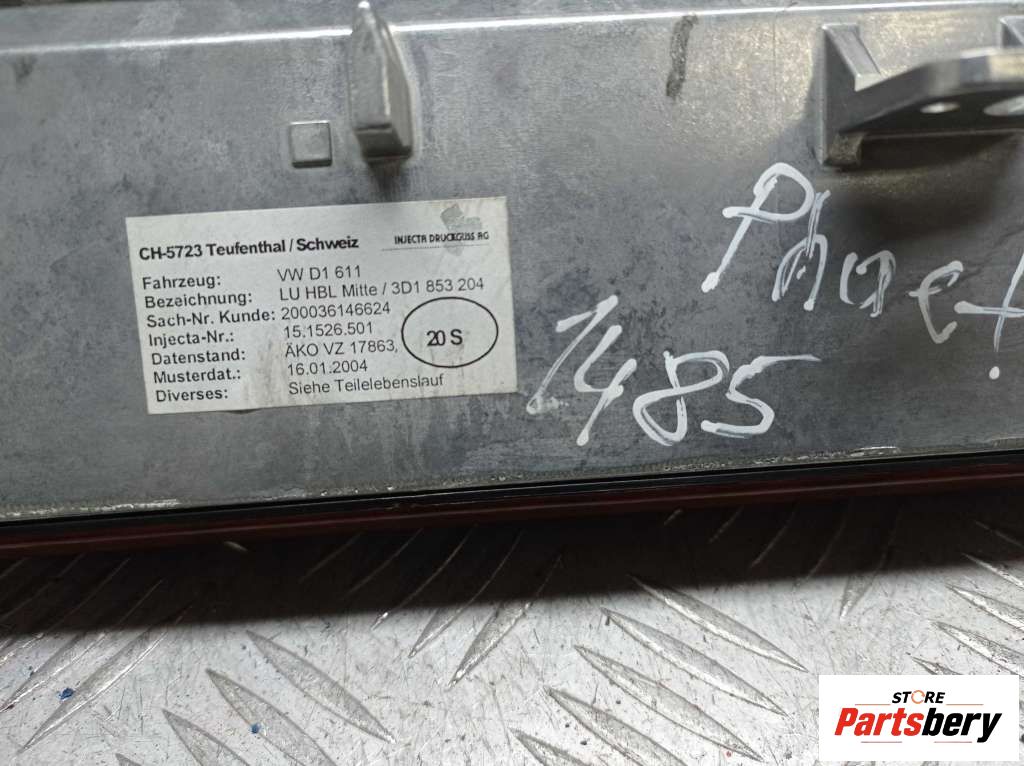 CH-5723 Teufenthal / Schweiz
INJECTA DRUCKGUSS AG
Fahrzeug: VW D1 611
Bezeichnung: LU HBL Mitte / 3D1 853 204
Sach-Nr. Kunde: 200036146624
Injecta-Nr.: 15.1526.501
Datenstand: ÄKO VZ 17863,
Musterdat.: 16.01.2004
Diverses: Siehe Teilelebenslauf
20 S
Phaet
1485
STORE
Partsbery